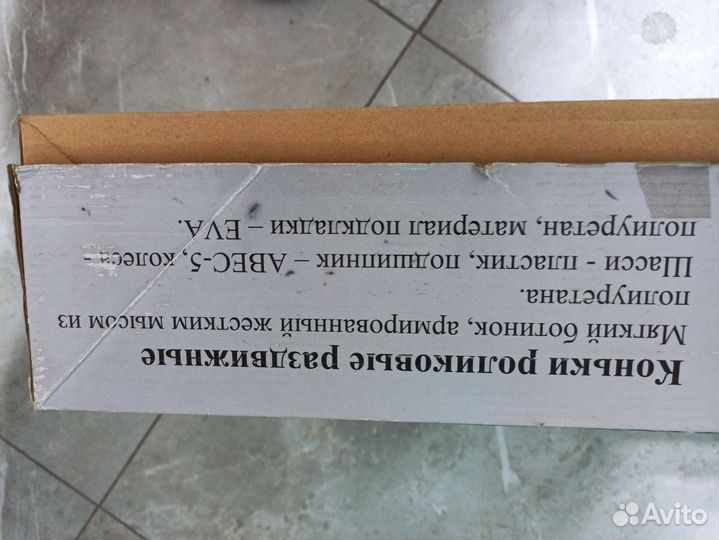 Коньки роликовые раздвижные
Мягкий ботинок, армированный жестким мысом из
полиуретана.
Шасси - пластик, подшипник – ABEC-5, колеса -
полиуретан, материал подкладки – EVA.
Avito